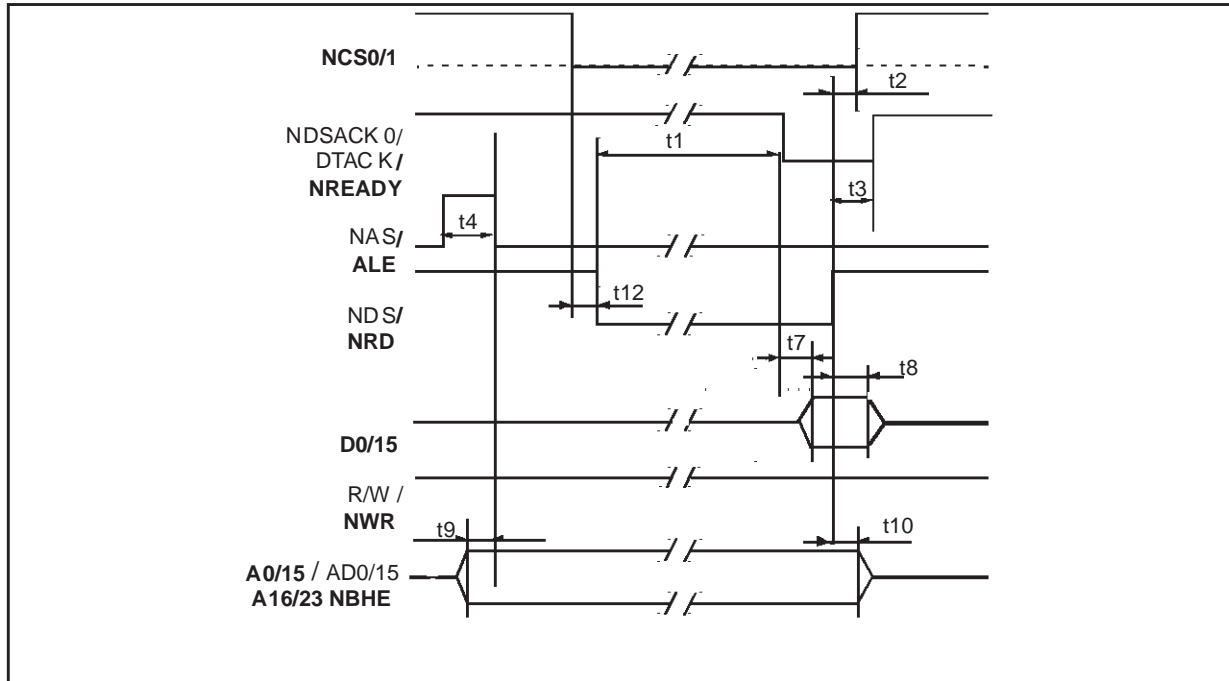 NCS0/1
t2
NDSACK 0/
DTAC K/
NREADY
t1
t3
t4
NAS/
ALE
t12
NDS/
NRD
t7
t8
D0/15
R/W /
NWR
t9
t10
A0/15 / AD0/15
A16/23 NBHE